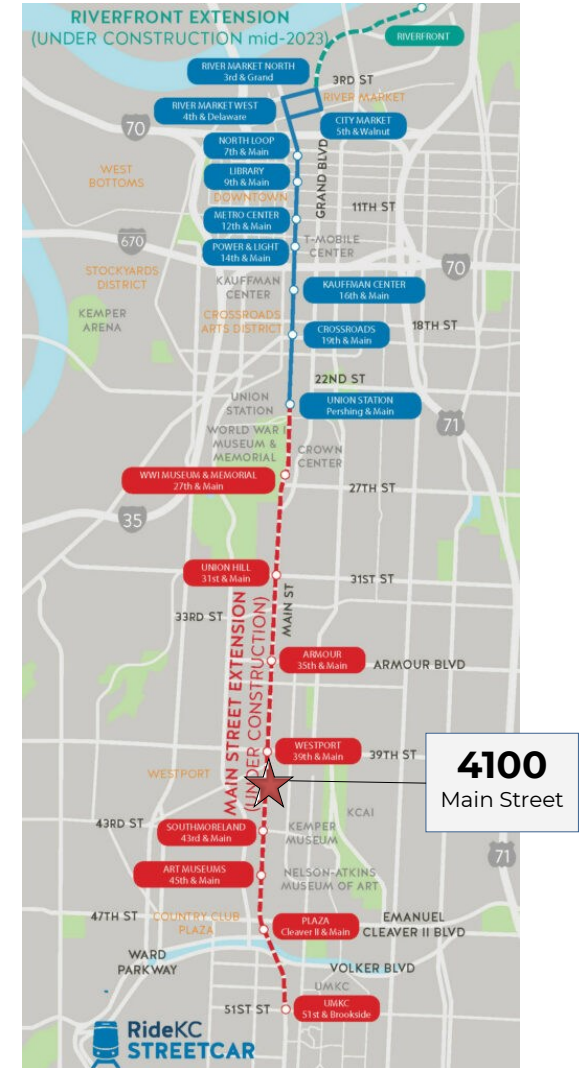 RIVERFRONT EXTENSION
(UNDER CONSTRUCTION mid-2023)
RIVERFRONT
RIVER MARKET NORTH
3rd & Grand
3RD ST
RIVER MARKET WEST
4th & Delaware
RIVER MARKET
70
CITY MARKET
5th & Walnut
NORTH LOOP
7th & Main
GRAND BLVD
WEST
BOTTOMS
LIBRARY
9th & Main
DOWNTOWN
11TH ST
METRO CENTER
12th & Main
670
POWER & LIGHT
14th & Main
T-MOBILE
CENTER
70
STOCKYARDS
DISTRICT
KAUFFMAN
CENTER
KAUFFMAN CENTER
16th & Main
KEMPER
ARENA
CROSSROADS
ARTS DISTRICT
CROSSROADS
19th & Main
18TH ST
22ND ST
UNION
STATION
UNION STATION
Pershing & Main
71
WORLD WAR I
MUSEUM &
MEMORIAL
CROWN
CENTER
WWI MUSEUM & MEMORIAL
27th & Main
27TH ST
35
UNION HILL
31st & Main
31ST ST
33RD ST
MAIN ST
MAIN STREET EXTENSION
(UNDER CONSTRUCTION)
ARMOUR
35th & Main
ARMOUR BLVD
WESTPORT
39th & Main
39TH ST
4100
Main Street
WESTPORT
KCAI
43RD ST
SOUTHMORELAND
43rd & Main
KEMPER
MUSEUM
71
ART MUSEUMS
45th & Main
NELSON-ATKINS
MUSEUM OF ART
47TH ST
COUNTRY CLUB
PLAZA
PLAZA
Cleaver II & Main
EMANUEL
CLEAVER II BLVD
WARD
PARKWAY
VOLKER BLVD
UMKC
51ST ST
UMKC
51st & Brookside
RideKC
STREETCAR